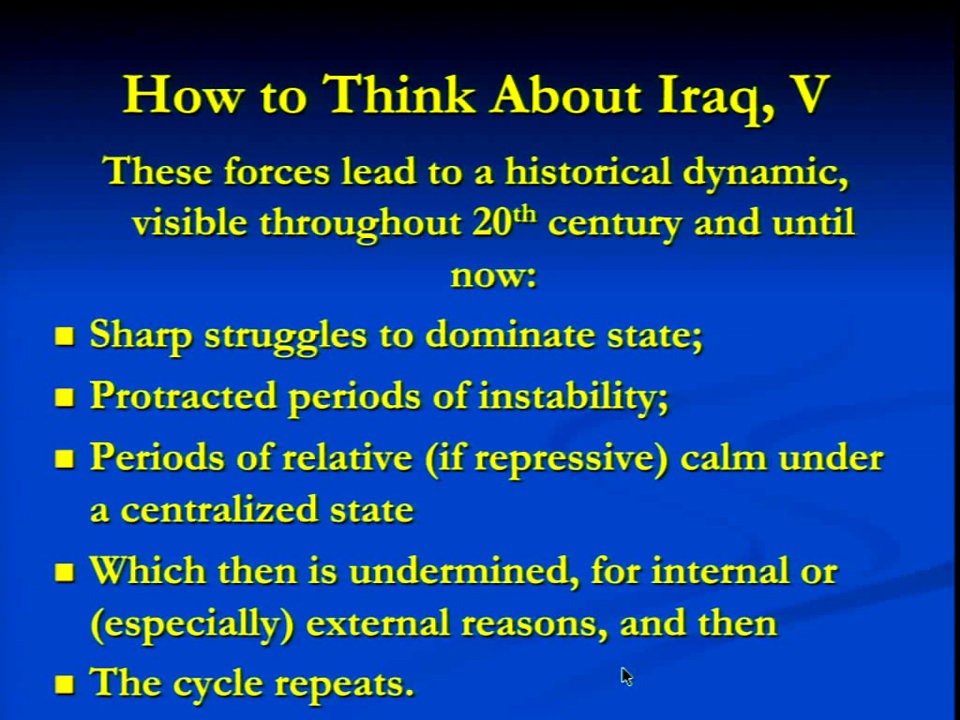 How to Think About Iraq, V
These forces lead to a historical dynamic,
visible throughout 20th century and until
now:
Sharp struggles to dominate state;
Protracted periods of instability;
Periods of relative (if repressive) calm under
a centralized state
Which then is undermined, for internal or
(especially) external reasons, and then
The cycle repeats.